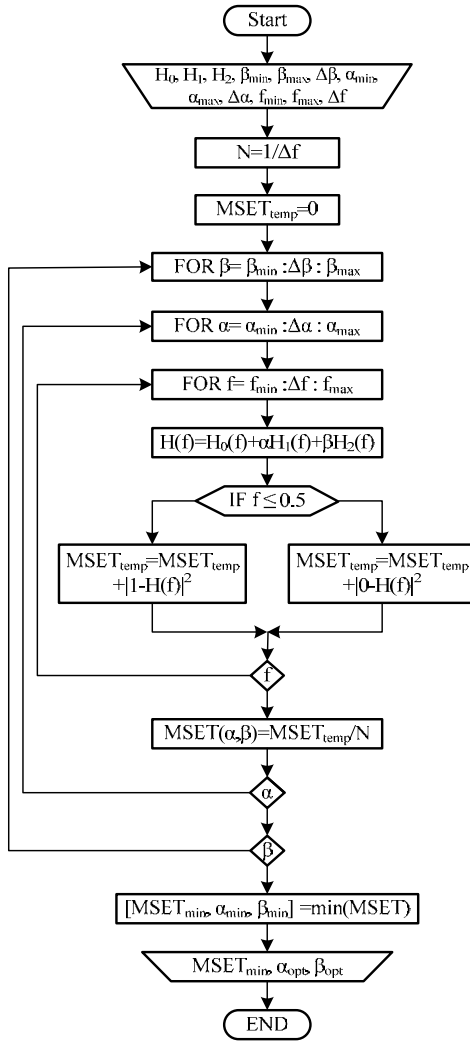 Start
H₀, H₁, H₂, βmin, βmax, Δβ, αmin,
αmax, Δα, fmin, fmax, Δf
N=1/Δf
MSETtemp=0
FOR β= βmin :Δβ : βmax
FOR α= αmin :Δα : αmax
FOR f= fmin :Δf : fmax
H(f)=H₀(f)+αH₁(f)+βH₂(f)
IF f ≤ 0.5
MSETtemp=MSETtemp
+|1-H(f)|²
MSETtemp=MSETtemp
+|0-H(f)|²
f
MSET(α,β)=MSETtemp/N
α
β
[MSETmin, αmin, βmin] =min(MSET)
MSETmin, αopt, βopt
END